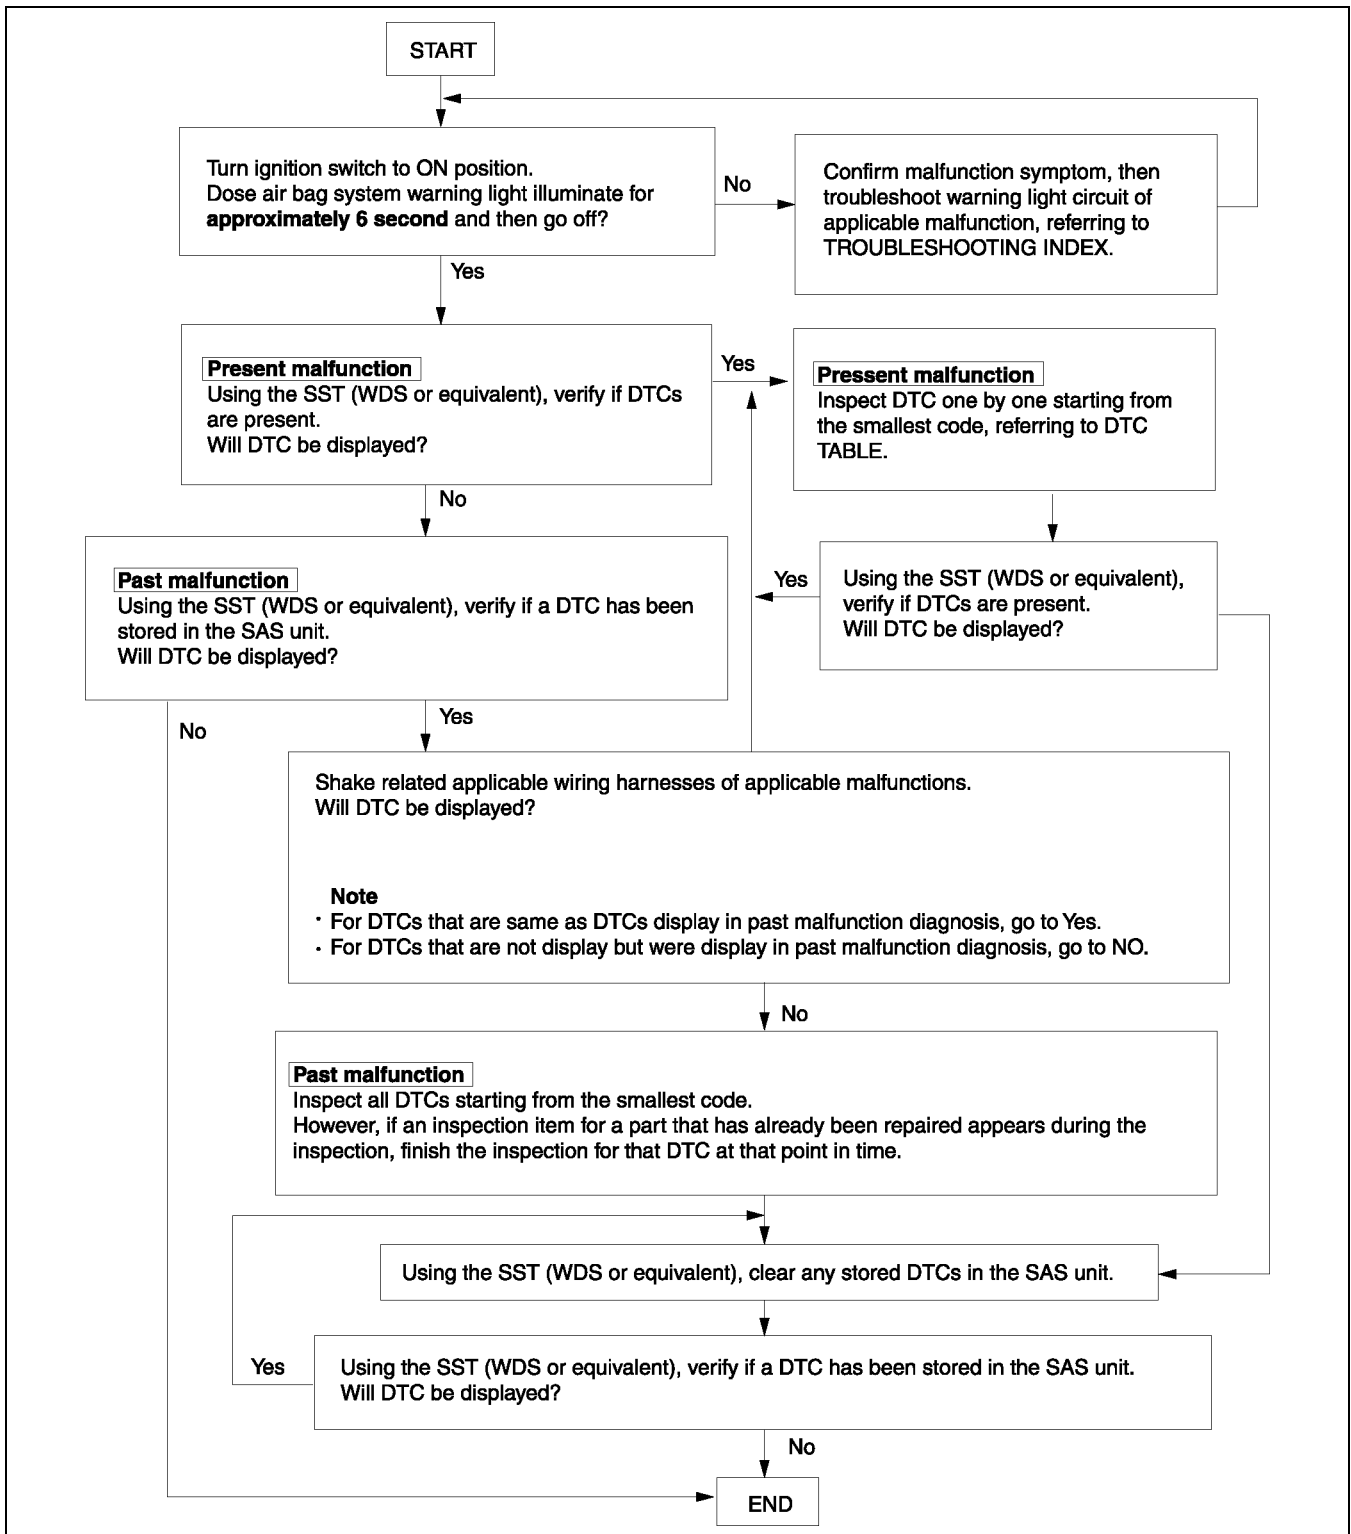 START
Turn ignition switch to ON position.
Dose air bag system warning light illuminate for
approximately 6 second and then go off?
No
Confirm malfunction symptom, then
troubleshoot warning light circuit of
applicable malfunction, referring to
TROUBLESHOOTING INDEX.
Yes
Present malfunction
Using the SST (WDS or equivalent), verify if DTCs
are present.
Will DTC be displayed?
Yes
Pressent malfunction
Inspect DTC one by one starting from
the smallest code, referring to DTC
TABLE.
No
Past malfunction
Using the SST (WDS or equivalent), verify if a DTC has been
stored in the SAS unit.
Will DTC be displayed?
Yes
Using the SST (WDS or equivalent),
verify if DTCs are present.
Will DTC be displayed?
No
Yes
Shake related applicable wiring harnesses of applicable malfunctions.
Will DTC be displayed?
Note
· For DTCs that are same as DTCs display in past malfunction diagnosis, go to Yes.
· For DTCs that are not display but were display in past malfunction diagnosis, go to NO.
No
Past malfunction
Inspect all DTCs starting from the smallest code.
However, if an inspection item for a part that has already been repaired appears during the
inspection, finish the inspection for that DTC at that point in time.
Using the SST (WDS or equivalent), clear any stored DTCs in the SAS unit.
Yes
Using the SST (WDS or equivalent), verify if a DTC has been stored in the SAS unit.
Will DTC be displayed?
No
END